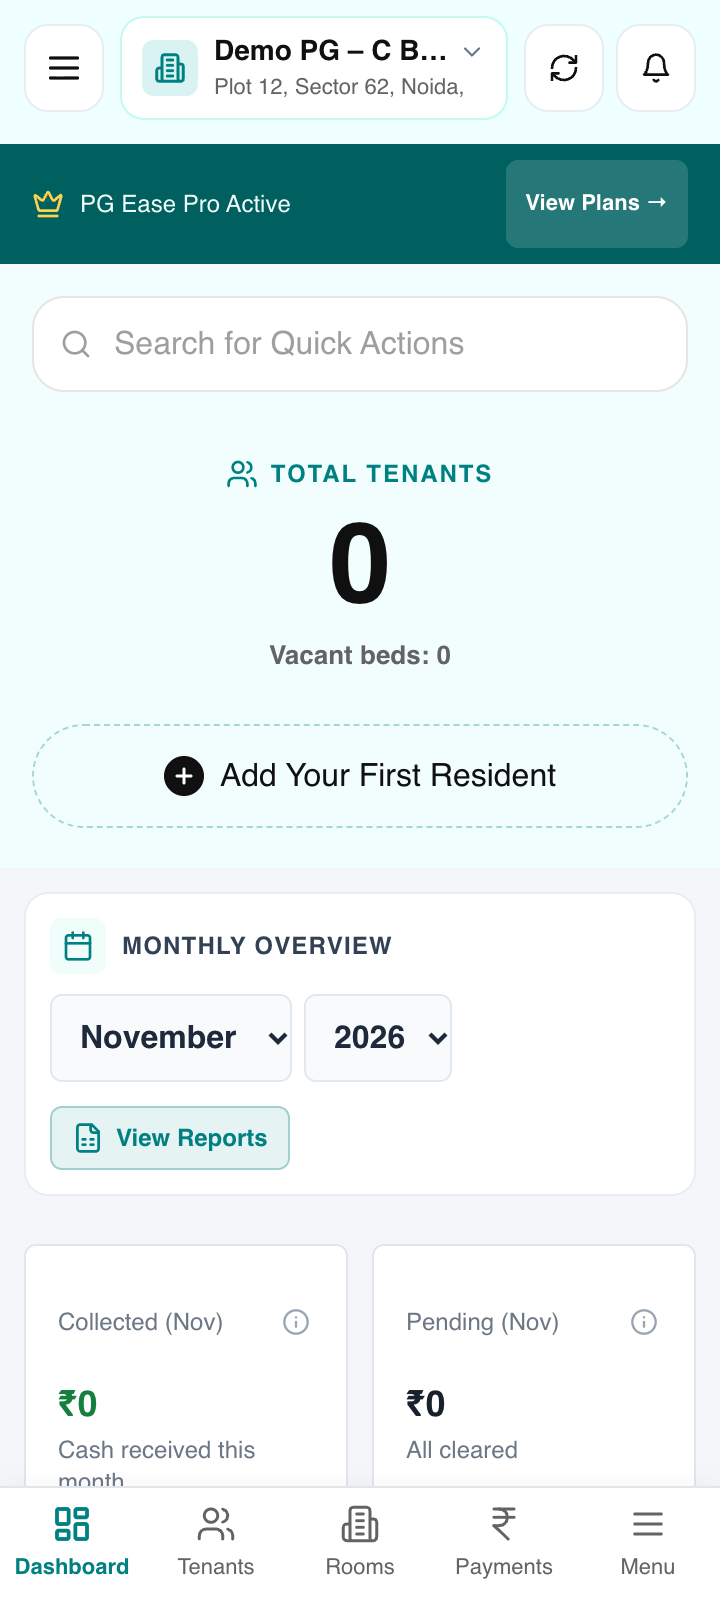 Demo PG – C B...
Plot 12, Sector 62, Noida,
PG Ease Pro Active
View Plans →
Search for Quick Actions
TOTAL TENANTS
0
Vacant beds: 0
Add Your First Resident
MONTHLY OVERVIEW
November
2026
View Reports
Collected (Nov)
Pending (Nov)
₹0
₹0
Cash received this
month
All cleared
Dashboard
Tenants
Rooms
Payments
Menu